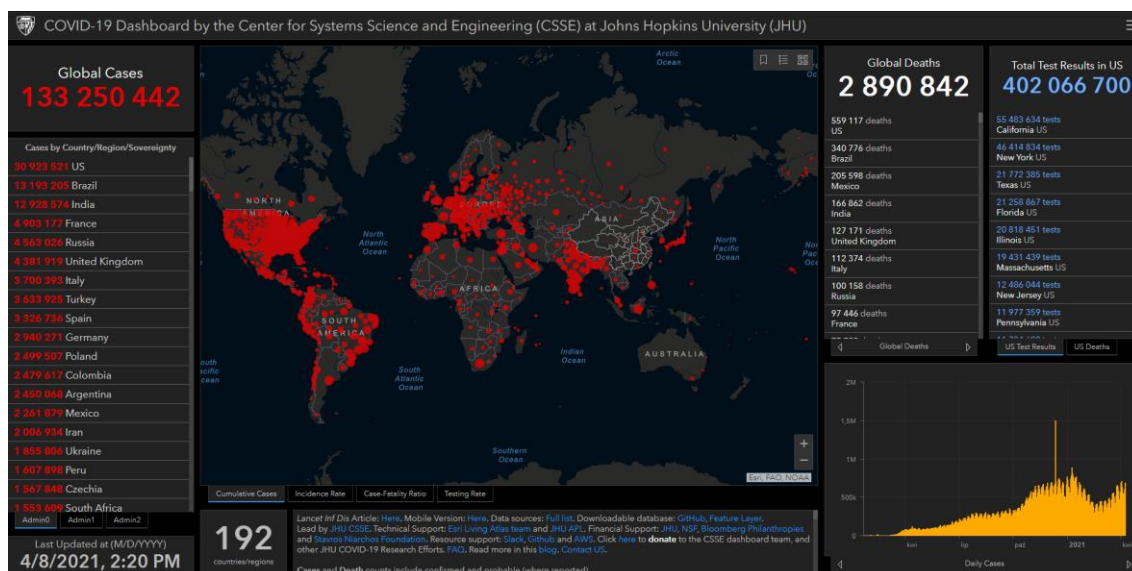 COVID-19 Dashboard by the Center for Systems Science and Engineering (CSSE) at Johns Hopkins University (JHU)
Global Cases
133 250 442
Cases by Country/Region/Sovereignty
30 923 521 US
13 193 205 Brazil
12 928 574 India
4 903 177 France
4 563 026 Russia
4 381 919 United Kingdom
3 700 393 Italy
3 633 925 Turkey
3 326 736 Spain
2 940 271 Germany
2 499 507 Poland
2 479 617 Colombia
2 450 068 Argentina
2 261 879 Mexico
2 006 934 Iran
1 855 806 Ukraine
1 607 898 Peru
1 567 848 Czechia
1 553 609 South Africa
Admin0 Admin1 Admin2
Last Updated at (M/D/YYYY)
4/8/2021, 2:20 PM
Arctic
Ocean
NORTH
AMERICA
EUROPE
ASIA
North
Atlantic
Ocean
North
Pacific
Ocean
AFRICA
SOUTH
AMERICA
Indian
Ocean
AUSTRALIA
South
Atlantic
Ocean
Southern
Ocean
+
−
Esri, FAO, NOAA
Cumulative Cases Incidence Rate Case-Fatality Ratio Testing Rate
192
countries/regions
Lancet Inf Dis Article: Here. Mobile Version: Here. Data sources: Full list. Downloadable database: GitHub, Feature Layer.
Lead by JHU CSSE. Technical Support: Esri Living Atlas team and JHU APL. Financial Support: JHU, NSF, Bloomberg Philanthropies
and Stavros Niarchos Foundation. Resource support: Slack, Github and AWS. Click here to donate to the CSSE dashboard team, and
other JHU COVID-19 Research Efforts. FAQ. Read more in this blog. Contact US.
Cases and Death counts include confirmed and probable (where reported)
Global Deaths
2 890 842
559 117 deaths
US
340 776 deaths
Brazil
205 598 deaths
Mexico
166 862 deaths
India
127 171 deaths
United Kingdom
112 374 deaths
Italy
100 158 deaths
Russia
97 446 deaths
France
Global Deaths
Total Test Results in US
402 066 700
55 483 634 tests
California US
46 414 834 tests
New York US
21 772 385 tests
Texas US
21 258 867 tests
Florida US
20 818 451 tests
Illinois US
19 431 439 tests
Massachusetts US
12 486 044 tests
New Jersey US
11 977 359 tests
Pennsylvania US
US Test Results US Deaths
2M
1,5M
1M
500k
0
kwi lip paź 2021 kwi
Daily Cases